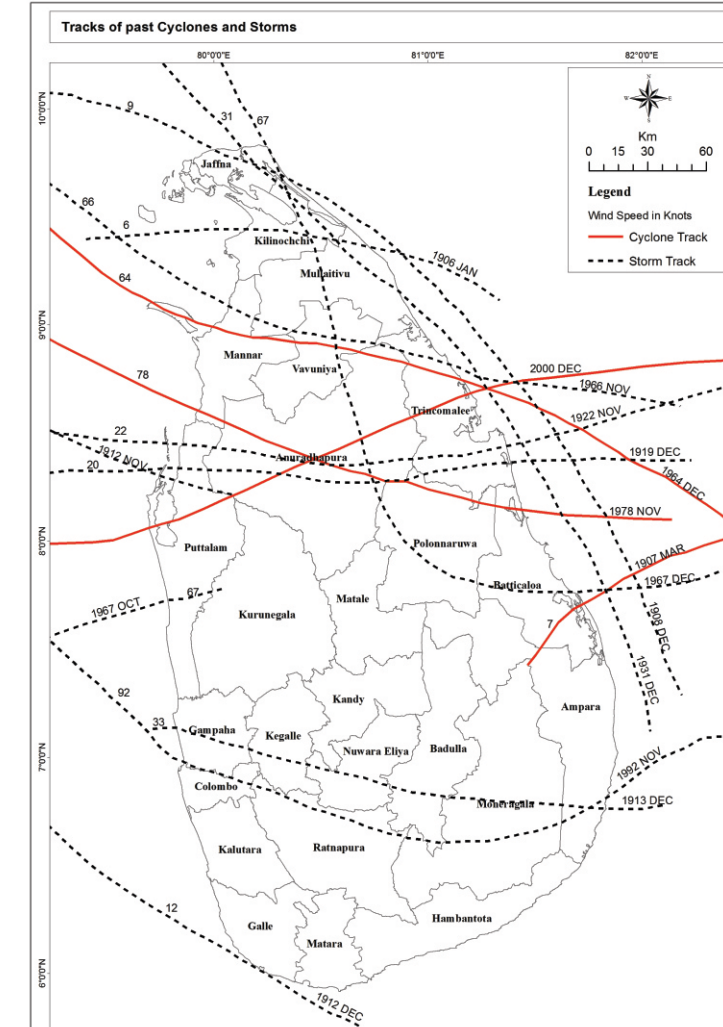 Tracks of past Cyclones and Storms
80°0'0"E
81°0'0"E
82°0'0"E
10°0'0"N
9°0'0"N
8°0'0"N
7°0'0"N
6°0'0"N
N
W
E
S
Km
0 15 30 60
Legend
Wind Speed in Knots
Cyclone Track
Storm Track
9
31
67
Jaffna
66
6
Kilinochchi
1906 JAN
Mullaitivu
64
Mannar
Vavuniya
2000 DEC
78
1966 NOV
Trincomalee
1922 NOV
22
1912 NOV
20
Anuradhapura
1919 DEC
1964 DEC
1978 NOV
Puttalam
Polonnaruwa
1907 MAR
Batticaloa
1967 DEC
1967 OCT
67
Matale
Kurunegala
7
1908 DEC
1931 DEC
92
Kandy
Ampara
33
Gampaha
Kegalle
Nuwara Eliya
Badulla
1992 NOV
Colombo
Moneragala
1913 DEC
Kalutara
Ratnapura
12
Galle
Matara
Hambantota
1912 DEC